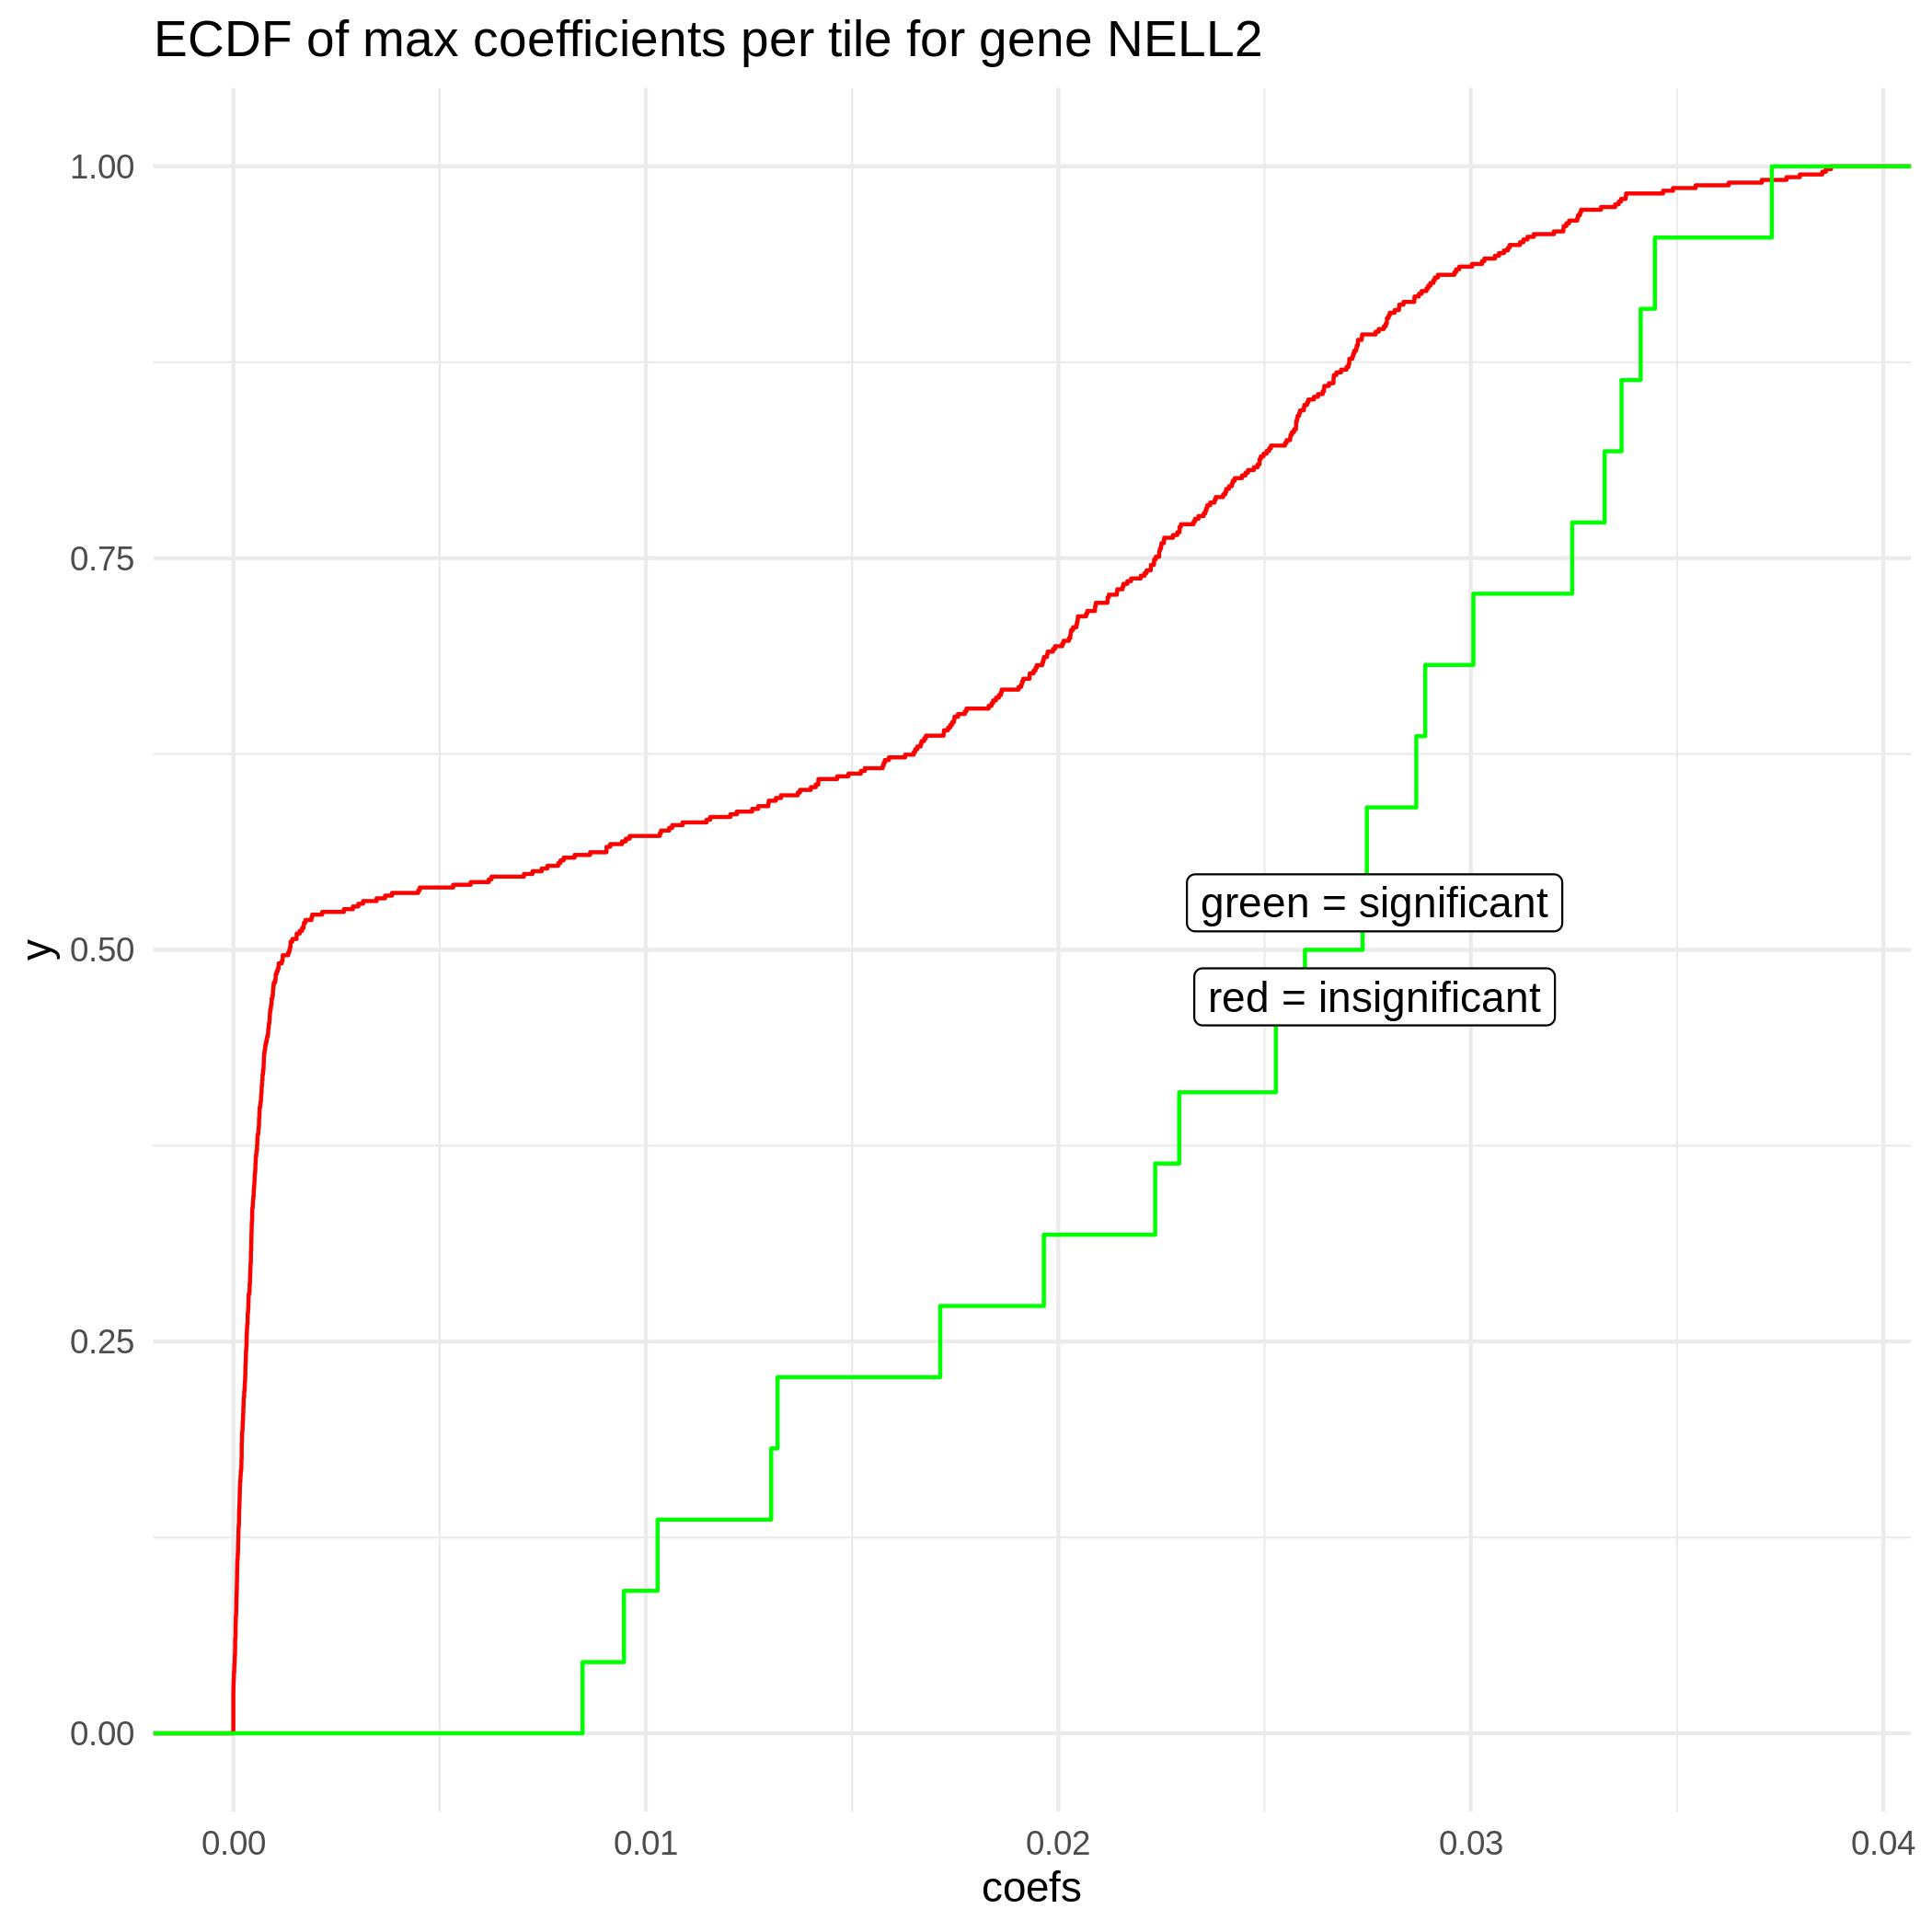 ECDF of max coefficients per tile for gene NELL2
1.00
0.75
0.50
0.25
0.00
y
green = significant
red = insignificant
0.00 0.01 0.02 0.03 0.04
coefs